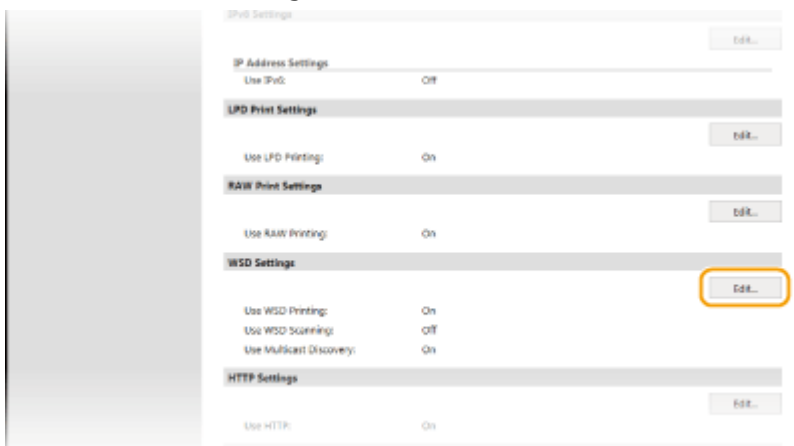 IPv6 Settings
Edit...
IP Address Settings
Use IPv6: Off
LPD Print Settings
Edit...
Use LPD Printing: On
RAW Print Settings
Edit...
Use RAW Printing: On
WSD Settings
Edit...
Use WSD Printing: On
Use WSD Scanning: Off
Use Multicast Discovery: On
HTTP Settings
Edit...
Use HTTP: On